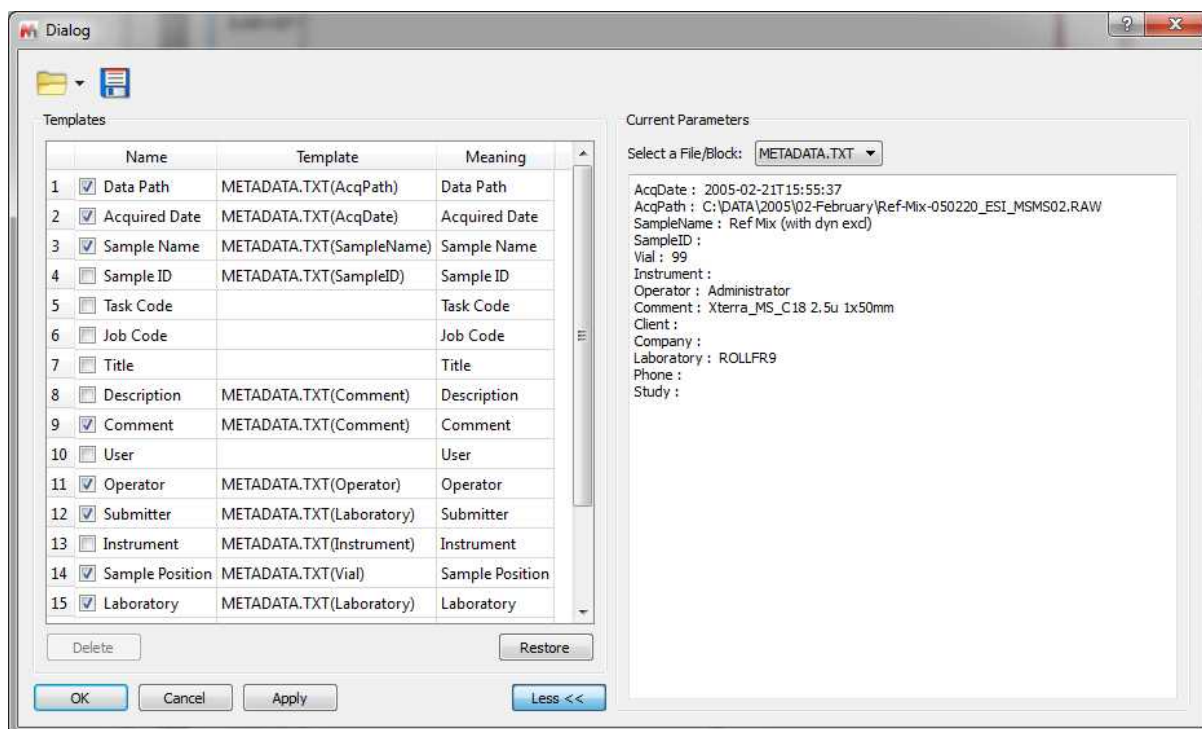 Dialog
Templates
Name Template Meaning
1 Data Path METADATA.TXT(AcqPath) Data Path
2 Acquired Date METADATA.TXT(AcqDate) Acquired Date
3 Sample Name METADATA.TXT(SampleName) Sample Name
4 Sample ID METADATA.TXT(SampleID) Sample ID
5 Task Code Task Code
6 Job Code Job Code
7 Title Title
8 Description METADATA.TXT(Comment) Description
9 Comment METADATA.TXT(Comment) Comment
10 User User
11 Operator METADATA.TXT(Operator) Operator
12 Submitter METADATA.TXT(Laboratory) Submitter
13 Instrument METADATA.TXT(Instrument) Instrument
14 Sample Position METADATA.TXT(Vial) Sample Position
15 Laboratory METADATA.TXT(Laboratory) Laboratory
Delete Restore
OK Cancel Apply Less <<
Current Parameters
Select a File/Block: METADATA.TXT
AcqDate : 2005-02-21T15:55:37
AcqPath : C:\DATA\2005\02-February\Ref-Mix-050220_ESI_MSMS02.RAW
SampleName : Ref Mix (with dyn excl)
SampleID :
Vial : 99
Instrument :
Operator : Administrator
Comment : Xterra_MS_C18 2.5u 1x50mm
Client :
Company :
Laboratory : ROLLFR9
Phone :
Study :